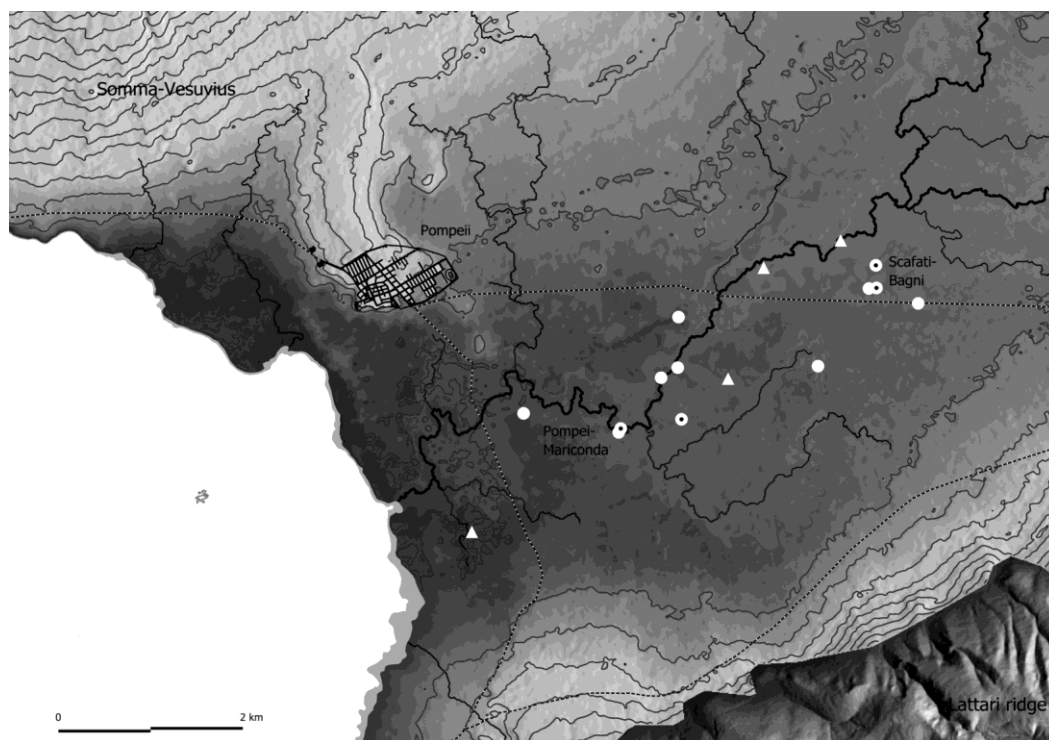 Somma-Vesuvius
Pompeii
Scafati-
Bagni
Pompei-
Mariconda
Lattari ridge
0
2 km